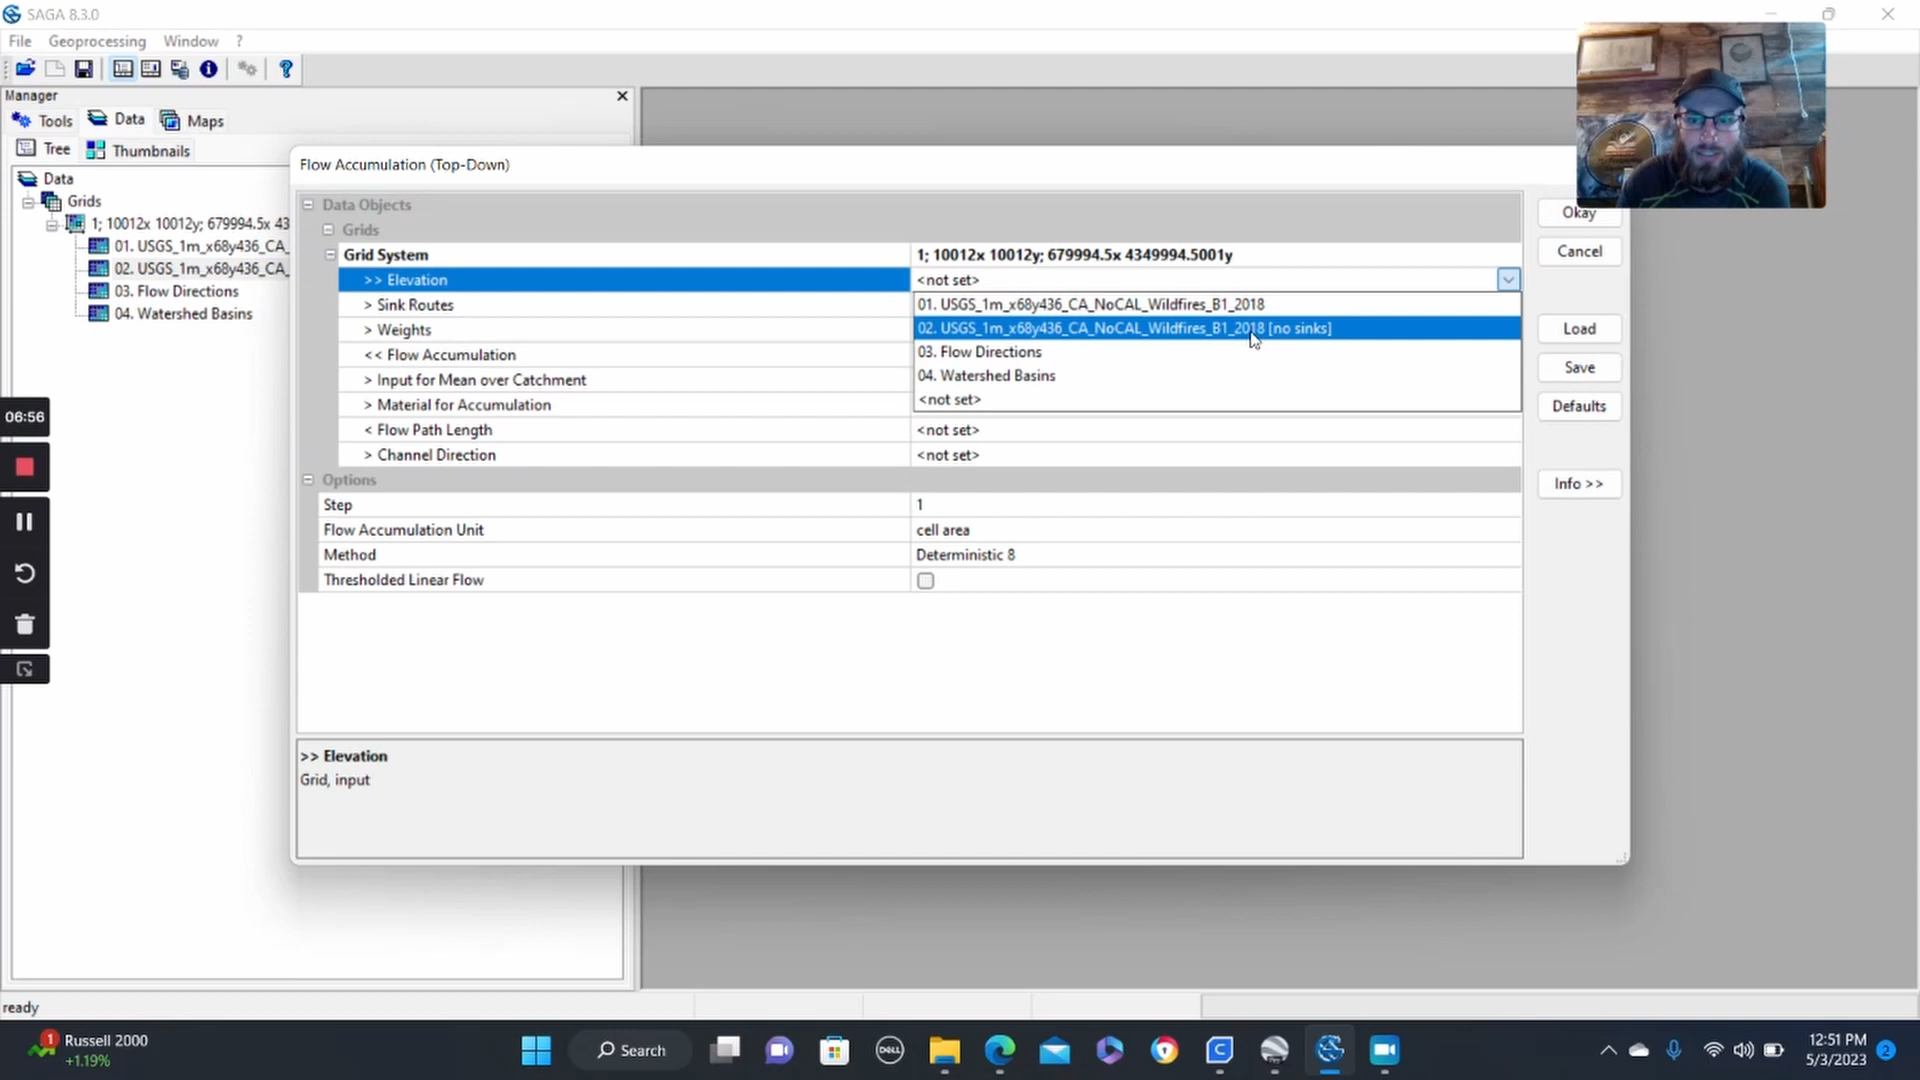 SAGA 8.3.0
File Geoprocessing Window ?
Manager
Tools Data Maps
Tree Thumbnails
Data
Grids
1; 10012x 10012y; 679994.5x 43
01. USGS_1m_x68y436_CA_
02. USGS_1m_x68y436_CA_
03. Flow Directions
04. Watershed Basins
Flow Accumulation (Top-Down)
Data Objects
Grids
Grid System 1; 10012x 10012y; 679994.5x 4349994.5001y
>> Elevation <not set>
> Sink Routes
> Weights
<< Flow Accumulation
> Input for Mean over Catchment
> Material for Accumulation
01. USGS_1m_x68y436_CA_NoCAL_Wildfires_B1_2018
02. USGS_1m_x68y436_CA_NoCAL_Wildfires_B1_2018 [no sinks]
03. Flow Directions
04. Watershed Basins
<not set>
< Flow Path Length <not set>
> Channel Direction <not set>
Options
Step 1
Flow Accumulation Unit cell area
Method Deterministic 8
Thresholded Linear Flow
>> Elevation
Grid, input
Okay
Cancel
Load
Save
Defaults
Info >>
06:56
ready
1
Russell 2000
+1.19%
Search
DELL
12:51 PM
5/3/2023
2